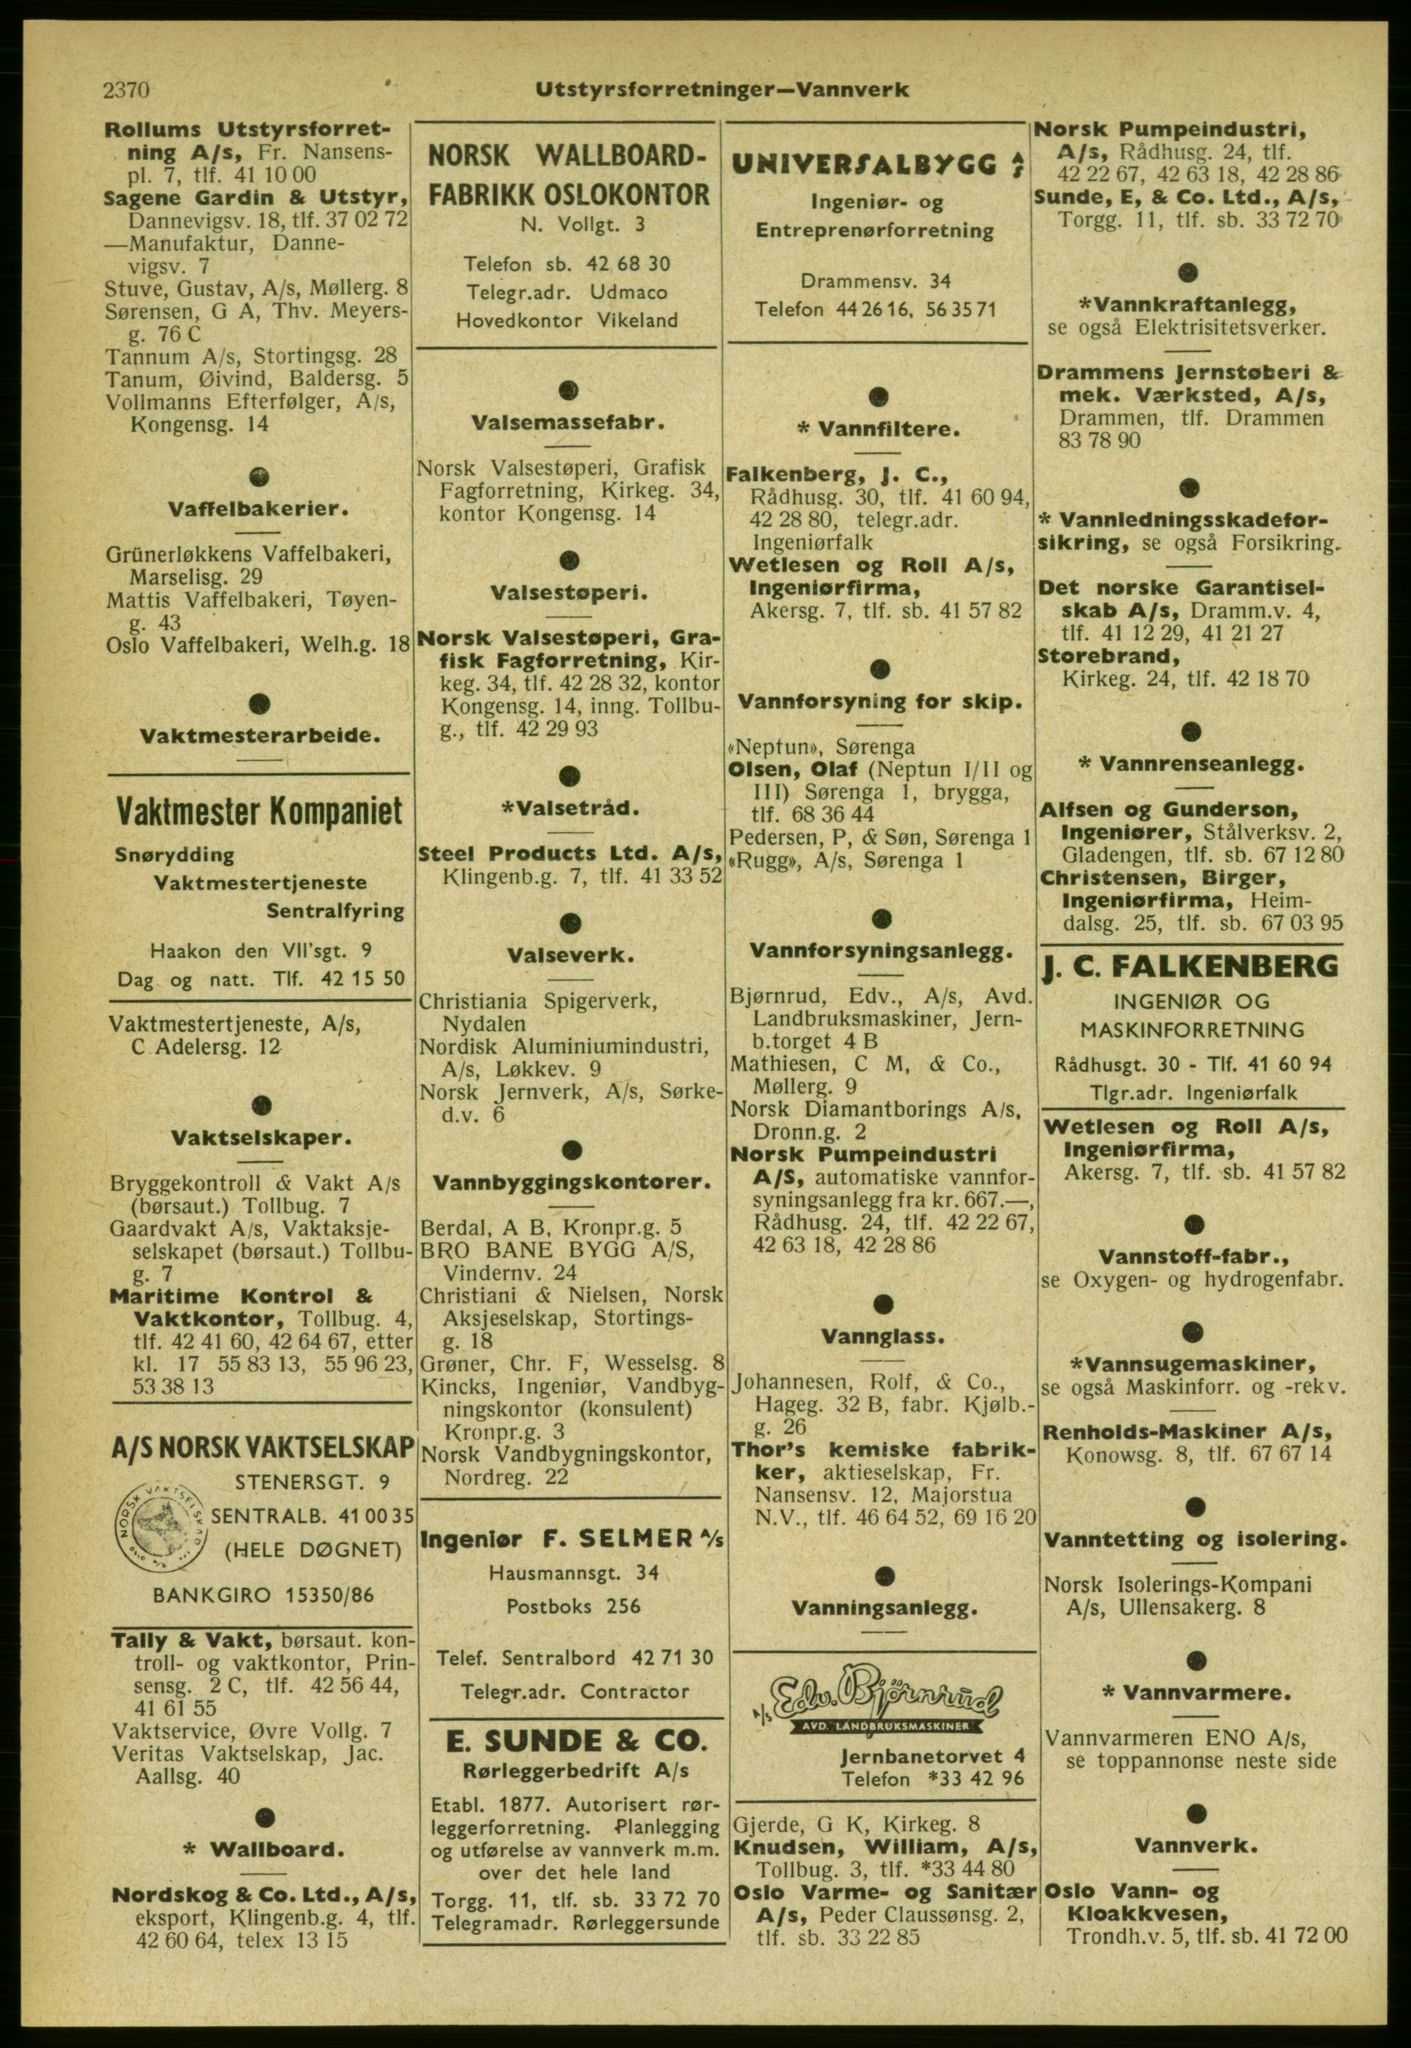 2370
Utstyrsforretninger—Vannverk
Rollums Utstyrsforret-
ning A/s, Fr. Nansens-
pl. 7, tlf. 41 10 00
Sagene Gardin & Utstyr,
Dannevigsv. 18, tlf. 37 02 72
—Manufaktur, Danne-
vigsv. 7
Stuve, Gustav, A/s, Møllerg. 8
Sørensen, G A, Thv. Meyers-
g. 76 C
Tannum A/s, Stortingsg. 28
Tanum, Øivind, Baldersg. 5
Vollmanns Efterfølger, A/s,
Kongensg. 14
Vaffelbakerier.
Grünerløkkens Vaffelbakeri,
Marselisg. 29
Mattis Vaffelbakeri, Tøyen-
g. 43
Oslo Vaffelbakeri, Welh.g. 18
Vaktmesterarbeide.
Vaktmester Kompaniet
Snørydding
Vaktmestertjeneste
Sentralfyring
Haakon den VII'sgt. 9
Dag og natt. Tlf. 42 15 50
Vaktmestertjeneste, A/s,
C Adelersg. 12
Vaktselskaper.
Bryggekontroll & Vakt A/s
(børsaut.) Tollbug. 7
Gaardvakt A/s, Vaktaksje-
selskapet (børsaut.) Tollbu-
g. 7
Maritime Kontrol &
Vaktkontor, Tollbug. 4,
tlf. 42 41 60, 42 64 67, etter
kl. 17 55 83 13, 55 96 23,
53 38 13
A/S NORSK VAKTSELSKAP
STENERSGT. 9
NORSK VAKTSELSKAP
OSLO
SENTRALB. 41 00 35
(HELE DØGNET)
BANKGIRO 15350/86
Tally & Vakt, børsaut. kon-
troll- og vaktkontor, Prin-
sensg. 2 C, tlf. 42 56 44,
41 61 55
Vaktservice, Øvre Vollg. 7
Veritas Vaktselskap, Jac.
Aallsg. 40
* Wallboard.
Nordskog & Co. Ltd., A/s,
eksport, Klingenb.g. 4, tlf.
42 60 64, telex 13 15
NORSK WALLBOARD-
FABRIKK OSLOKONTOR
N. Vollgt. 3
Telefon sb. 42 68 30
Telegr.adr. Udmaco
Hovedkontor Vikeland
Valsemassefabr.
Norsk Valsestøperi, Grafisk
Fagforretning, Kirkeg. 34,
kontor Kongensg. 14
Valsestøperi.
Norsk Valsestøperi, Gra-
fisk Fagforretning, Kir-
keg. 34, tlf. 42 28 32, kontor
Kongensg. 14, inng. Tollbu-
g., tlf. 42 29 93
*Valsetråd.
Steel Products Ltd. A/s,
Klingenb.g. 7, tlf. 41 33 52
Valseverk.
Christiania Spigerverk,
Nydalen
Nordisk Aluminiumindustri,
A/s, Løkkev. 9
Norsk Jernverk, A/s, Sørke-
d.v. 6
Vannbyggingskontorer.
Berdal, A B, Kronpr.g. 5
BRO BANE BYGG A/S,
Vindernv. 24
Christiani & Nielsen, Norsk
Aksjeselskap, Stortings-
g. 18
Grøner, Chr. F, Wesselsg. 8
Kincks, Ingeniør, Vandbyg-
ningskontor (konsulent)
Kronpr.g. 3
Norsk Vandbygningskontor,
Nordreg. 22
Ingeniør F. SELMER A/s
Hausmannsgt. 34
Postboks 256
Telef. Sentralbord 42 71 30
Telegr.adr. Contractor
E. SUNDE & CO.
Rørleggerbedrift A/s
Etabl. 1877. Autorisert rør-
leggerforretning. Planlegging
og utførelse av vannverk m.m.
over det hele land
Torgg. 11, tlf. sb. 33 72 70
Telegramadr. Rørleggersunde
UNIVERSALBYGG A/S
Ingeniør- og
Entreprenørforretning
Drammensv. 34
Telefon 44 26 16, 56 35 71
* Vannfiltere.
Falkenberg, J. C.,
Rådhusg. 30, tlf. 41 60 94,
42 28 80, telegr.adr.
Ingeniørfalk
Wetlesen og Roll A/s,
Ingeniørfirma,
Akersg. 7, tlf. sb. 41 57 82
Vannforsyning for skip.
«Neptun», Sørenga
Olsen, Olaf (Neptun I/II og
III) Sørenga 1, brygga,
tlf. 68 36 44
Pedersen, P, & Søn, Sørenga 1
«Rugg», A/s, Sørenga 1
Vannforsyningsanlegg.
Bjørnrud, Edv., A/s, Avd.
Landbruksmaskiner, Jern-
b.torget 4 B
Mathiesen, C M, & Co.,
Møllerg. 9
Norsk Diamantborings A/s,
Dronn.g. 2
Norsk Pumpeindustri
A/S, automatiske vannfor-
syningsanlegg fra kr. 667.—,
Rådhusg. 24, tlf. 42 22 67,
42 63 18, 42 28 86
Vannglass.
Johannesen, Rolf, & Co.,
Hageg. 32 B, fabr. Kjølb.-
g. 26
Thor's kemiske fabrik-
ker, aktieselskap, Fr.
Nansensv. 12, Majorstua
N.V., tlf. 46 64 52, 69 16 20
Vanningsanlegg.
A/s Edv. Bjørnrud
AVD. LANDBRUKSMASKINER
Jernbanetorvet 4
Telefon *33 42 96
Gjerde, G K, Kirkeg. 8
Knudsen, William, A/s,
Tollbug. 3, tlf. *33 44 80
Oslo Varme- og Sanitær
A/s, Peder Claussønsg. 2,
tlf. sb. 33 22 85
Norsk Pumpeindustri,
A/s, Rådhusg. 24, tlf.
42 22 67, 42 63 18, 42 28 86
Sunde, E, & Co. Ltd., A/s,
Torgg. 11, tlf. sb. 33 72 70
*Vannkraftanlegg,
se også Elektrisitetsverker.
Drammens Jernstøberi &
mek. Værksted, A/s,
Drammen, tlf. Drammen
83 78 90
* Vannledningsskadefor-
sikring, se også Forsikring.
Det norske Garantisel-
skab A/s, Dramm.v. 4,
tlf. 41 12 29, 41 21 27
Storebrand,
Kirkeg. 24, tlf. 42 18 70
* Vannrenseanlegg.
Alfsen og Gunderson,
Ingeniører, Stålverksv. 2,
Gladengen, tlf. sb. 67 12 80
Christensen, Birger,
Ingeniørfirma, Heim-
dalsg. 25, tlf. sb. 67 03 95
J. C. FALKENBERG
INGENIØR OG
MASKINFORRETNING
Rådhusgt. 30 - Tlf. 41 60 94
Tlgr.adr. Ingeniørfalk
Wetlesen og Roll A/s,
Ingeniørfirma,
Akersg. 7, tlf. sb. 41 57 82
Vannstoff-fabr.,
se Oxygen- og hydrogenfabr.
*Vannsugemaskiner,
se også Maskinforr. og -rekv.
Renholds-Maskiner A/s,
Konowsg. 8, tlf. 67 67 14
Vanntetting og isolering.
Norsk Isolerings-Kompani
A/s, Ullensakerg. 8
* Vannvarmere.
Vannvarmeren ENO A/s,
se toppannonse neste side
Vannverk.
Oslo Vann- og
Kloakkvesen,
Trondh.v. 5, tlf. sb. 41 72 00